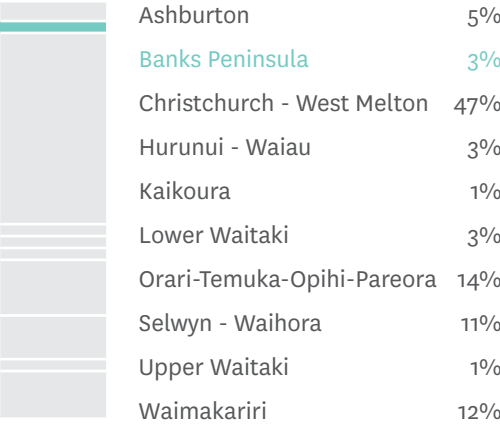 Ashburton 5%
Banks Peninsula 3%
Christchurch - West Melton 47%
Hurunui - Waiau 3%
Kaikoura 1%
Lower Waitaki 3%
Orari-Temuka-Opihi-Pareora 14%
Selwyn - Waihora 11%
Upper Waitaki 1%
Waimakariri 12%